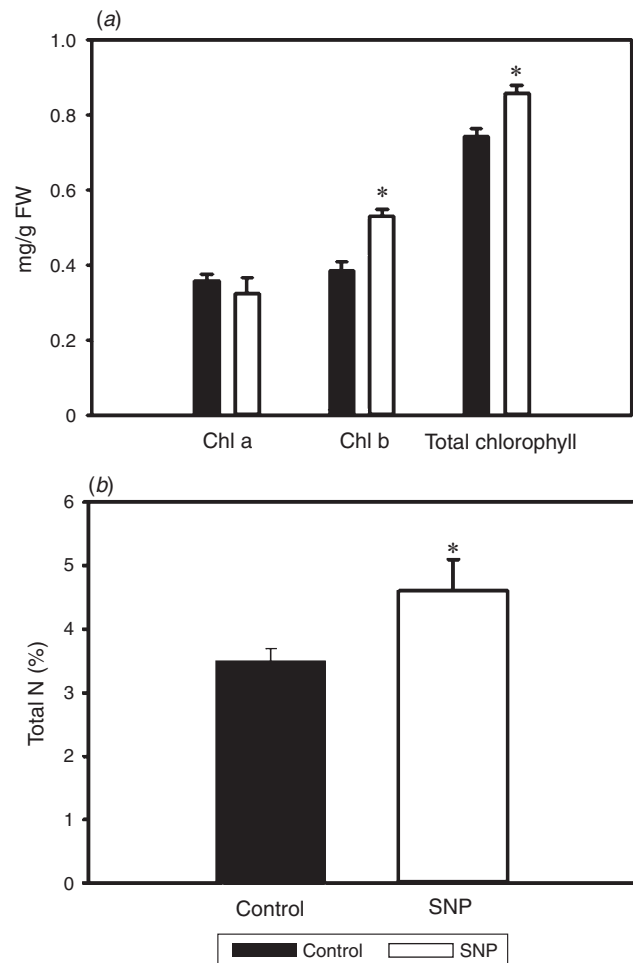 (a)
1.0
0.8
0.6
0.4
0.2
0
mg/g FW
*
*
Chl a Chl b Total chlorophyll
(b)
6
5
4
3
2
1
0
Total N (%)
*
Control SNP
Control SNP